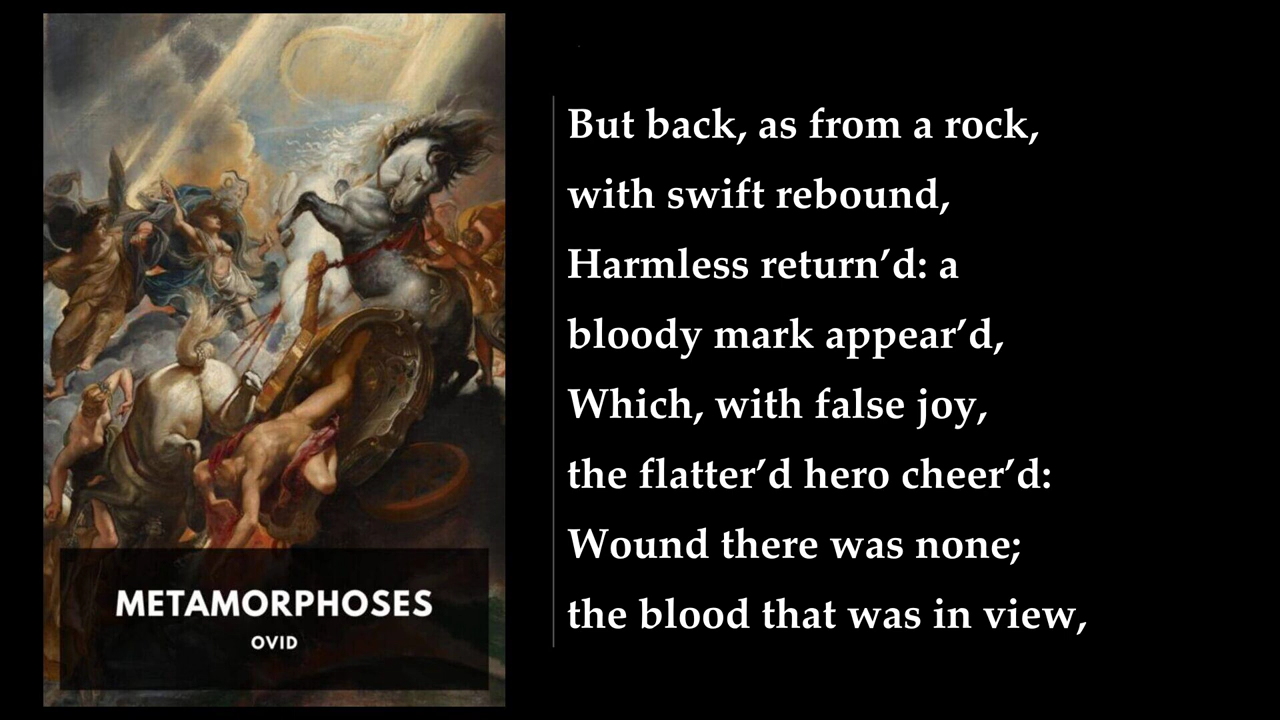 METAMORPHOSES
OVID
But back, as from a rock,
with swift rebound,
Harmless return’d: a
bloody mark appear’d,
Which, with false joy,
the flatter’d hero cheer’d:
Wound there was none;
the blood that was in view,